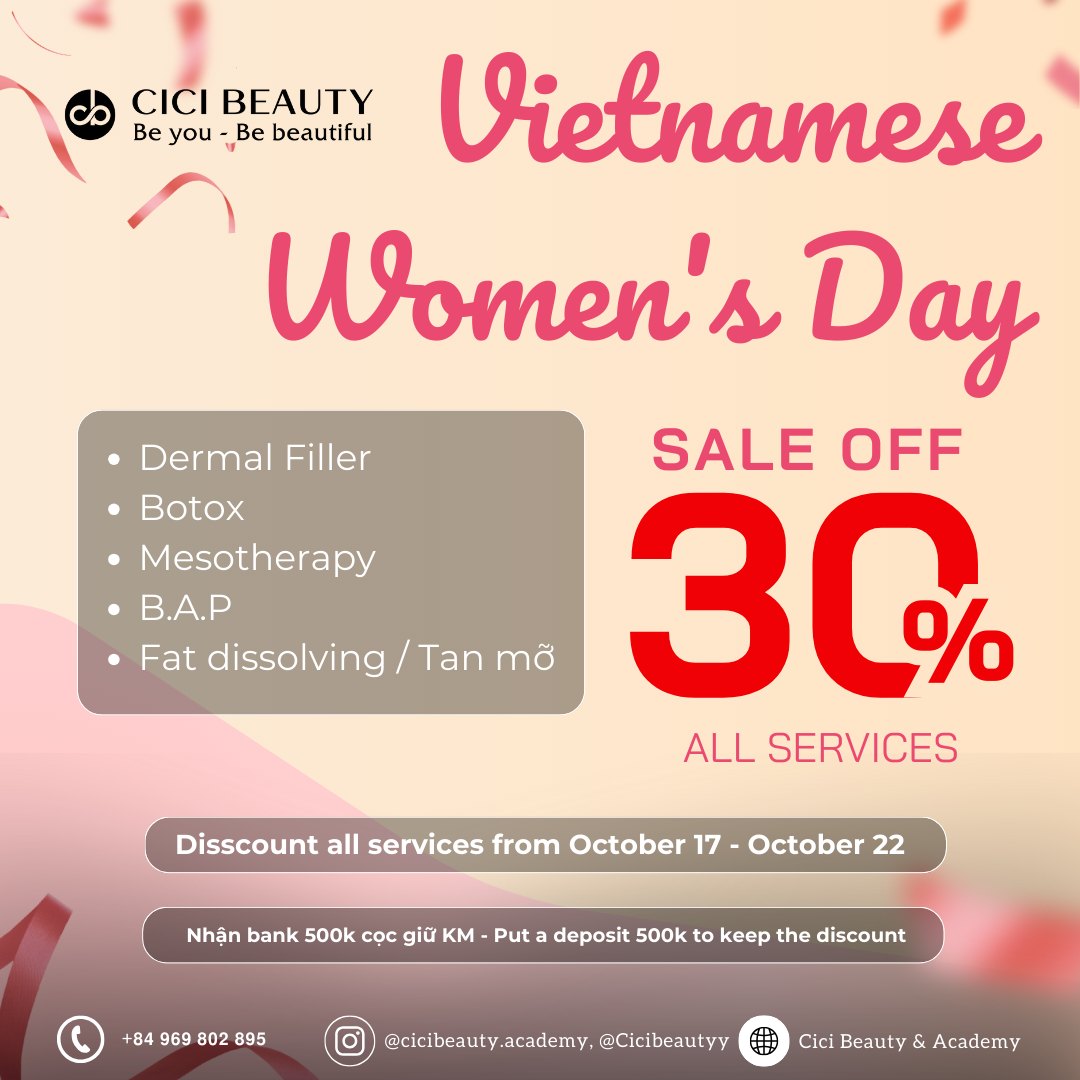 CICI BEAUTY
Be you - Be beautiful
Vietnamese
Women's Day
Dermal Filler
Botox
Mesotherapy
B.A.P
Fat dissolving / Tan mỡ
SALE OFF
30%
ALL SERVICES
Disscount all services from October 17 - October 22
Nhận bank 500k cọc giữ KM - Put a deposit 500k to keep the discount
+84 969 802 895
@cicibeauty.academy, @Cicibeautyy
Cici Beauty & Academy